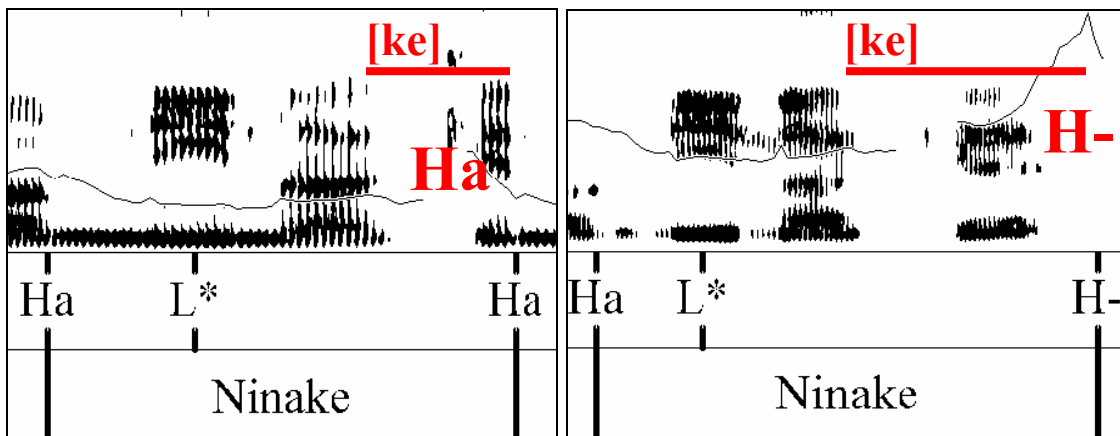 [ke]
Ha
Ha L* Ha
Ninake
[ke]
H-
Ha L* H-
Ninake